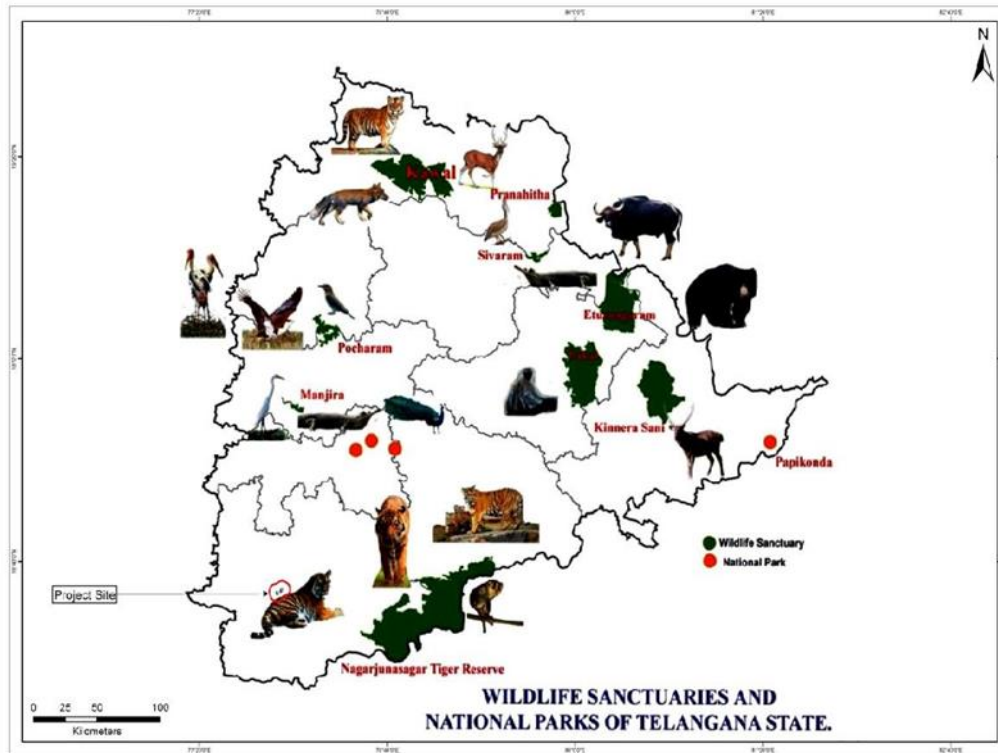 N
Kawal
Pranahitha
Sivaram
Pocharam
Manjira
Kinnera Sani
Papikonda
Wildlife Sanctuary
National Park
Project Site
Nagarjunasagar Tiger Reserve
0 25 50 100
Kilometers
WILDLIFE SANCTUARIES AND
NATIONAL PARKS OF TELANGANA STATE.